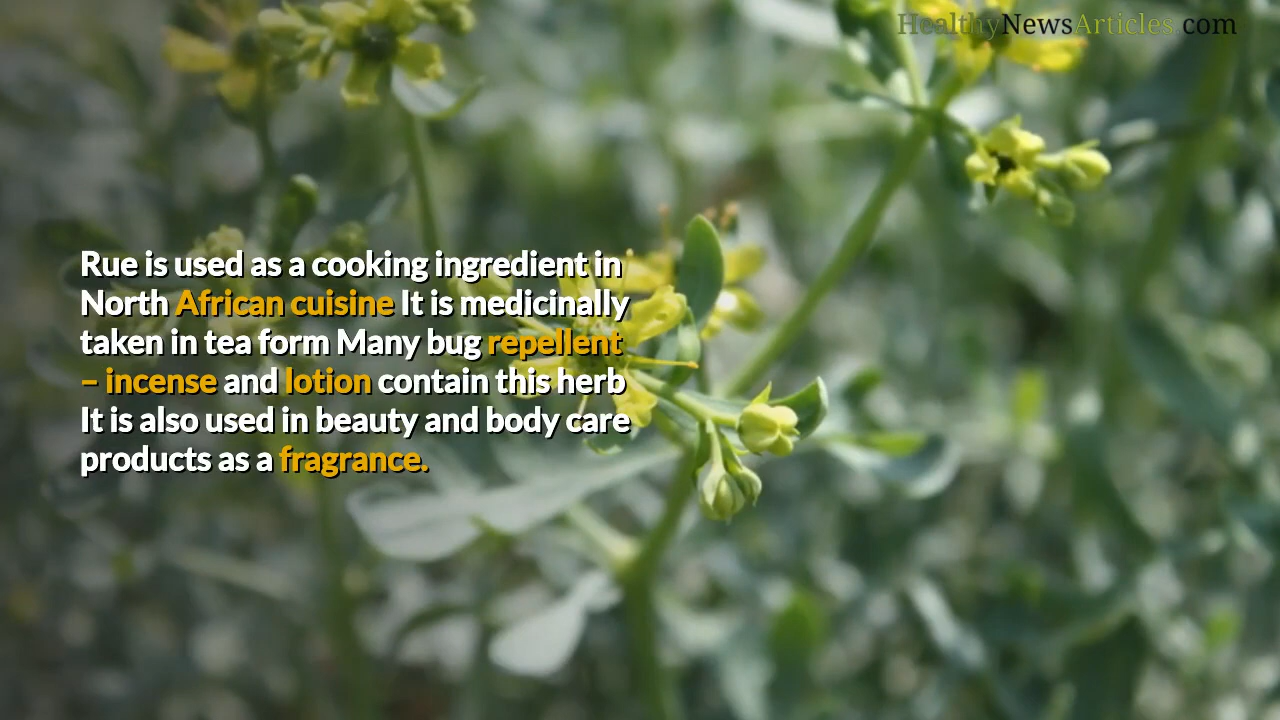 HealthyNewsArticles com
Rue is used as a cooking ingredient in
North African cuisine It is medicinally
taken in tea form Many bug repellent
– incense and lotion contain this herb
It is also used in beauty and body care
products as a fragrance.